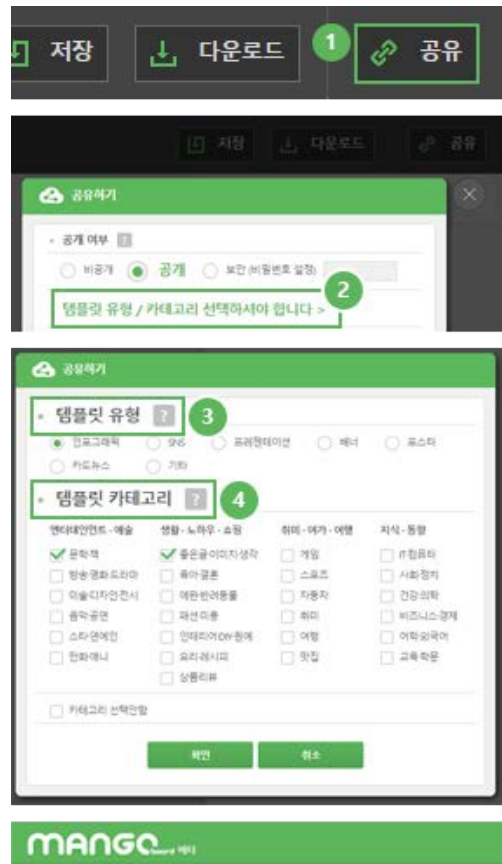 저장 다운로드 1 공유
저장 다운로드 공유
공유하기
공개 여부 ?
비공개 공개 보안 (비밀번호 설정)
2
템플릿 유형 / 카테고리 선택하셔야 합니다 >
공유하기
템플릿 유형 ? 3
인포그래픽 SNS 프레젠테이션 배너 포스터
카드뉴스 기타
템플릿 카테고리 ? 4
엔터테인먼트·예술 생활·노하우·쇼핑 취미·여가·여행 지식·동향
문학·책 좋은글·이미지·생각 게임 IT·컴퓨터
방송·영화·드라마 육아·결혼 스포츠 사회·정치
미술·디자인·전시 애완·반려동물 자동차 건강·의학
음악·공연 패션·미용 취미 비즈니스·경제
스타·연예인 인테리어·DIY·원예 여행 어학·외국어
만화·애니 요리·레시피 맛집 교육·학문
상품리뷰
카테고리 선택안함
확인 취소
MANGOboard 베타